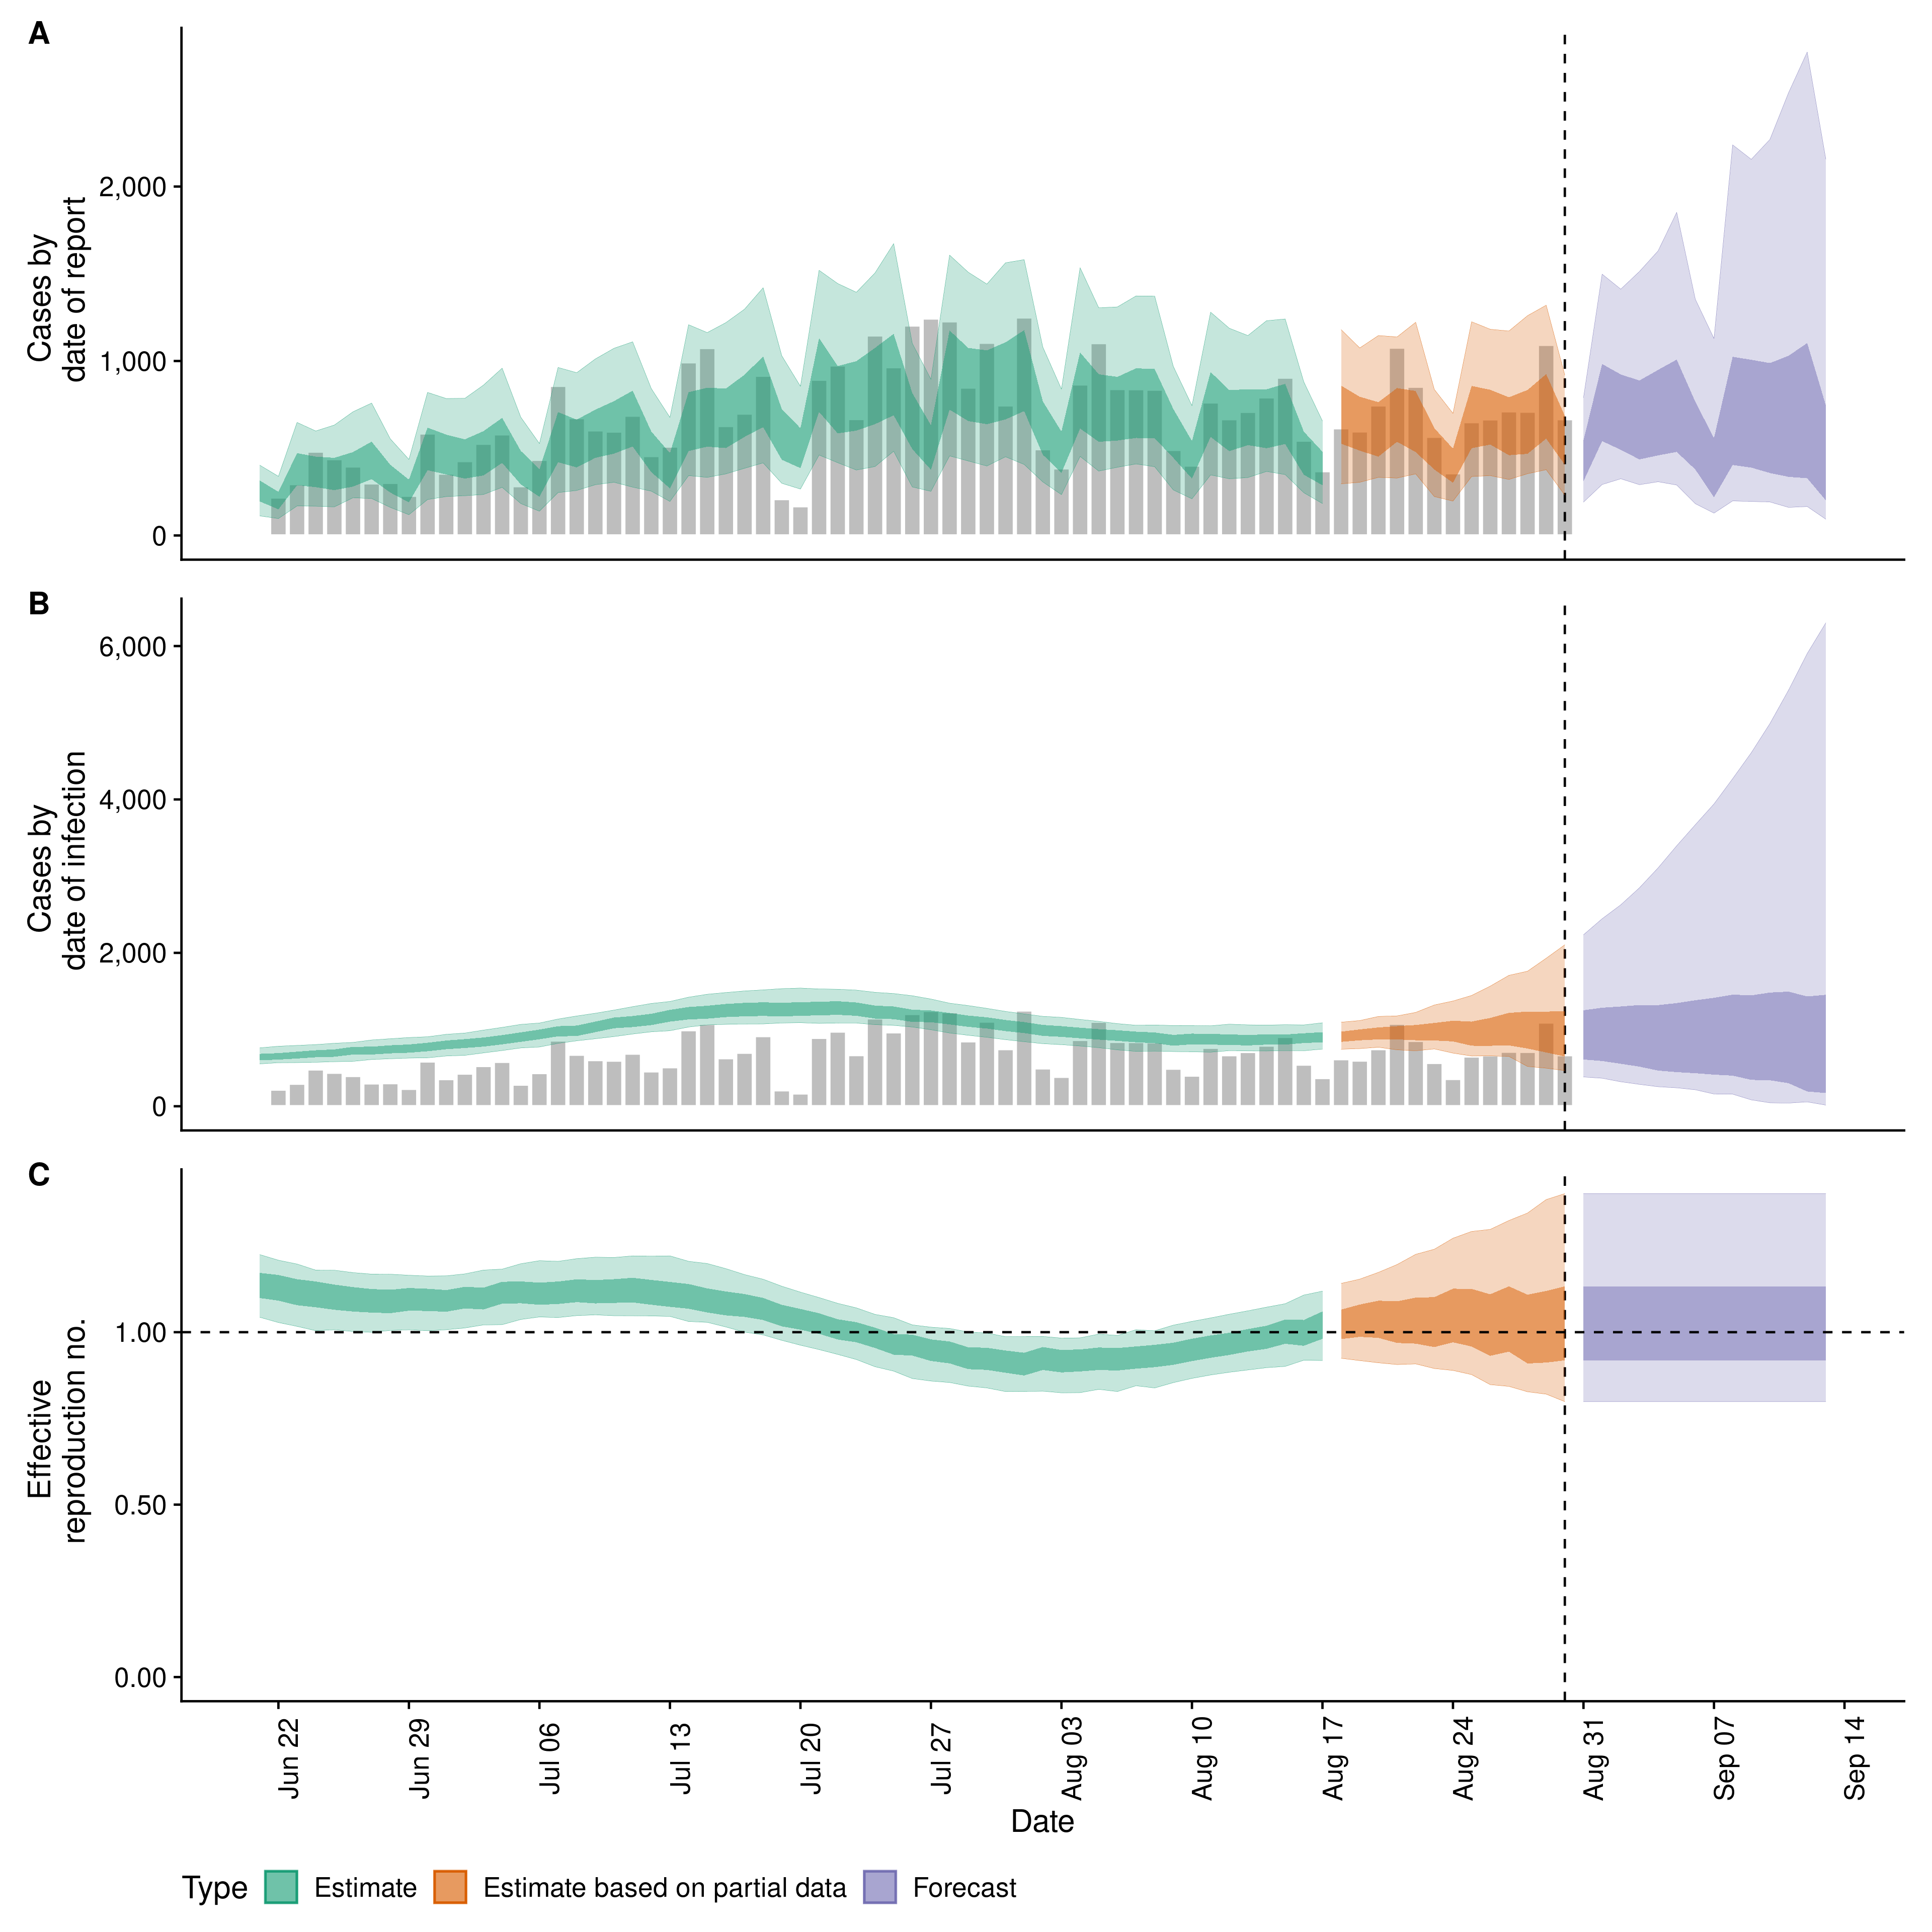 A
Cases by
date of report
2,000
1,000
0
B
Cases by
date of infection
6,000
4,000
2,000
0
C
Effective
reproduction no.
1.00
0.50
0.00
Jun 22
Jun 29
Jul 06
Jul 13
Jul 20
Jul 27
Aug 03
Aug 10
Aug 17
Aug 24
Aug 31
Sep 07
Sep 14
Date
Type Estimate Estimate based on partial data Forecast